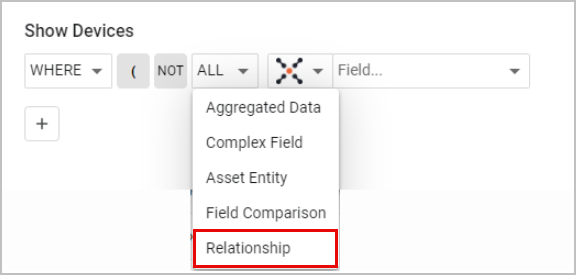 Show Devices
WHERE ( NOT ALL Field...
+
Aggregated Data
Complex Field
Asset Entity
Field Comparison
Relationship